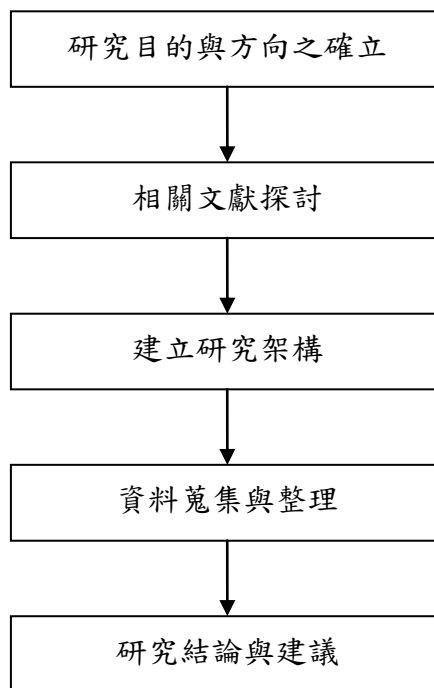 研究目的與方向之確立
相關文獻探討
建立研究架構
資料蒐集與整理
研究結論與建議